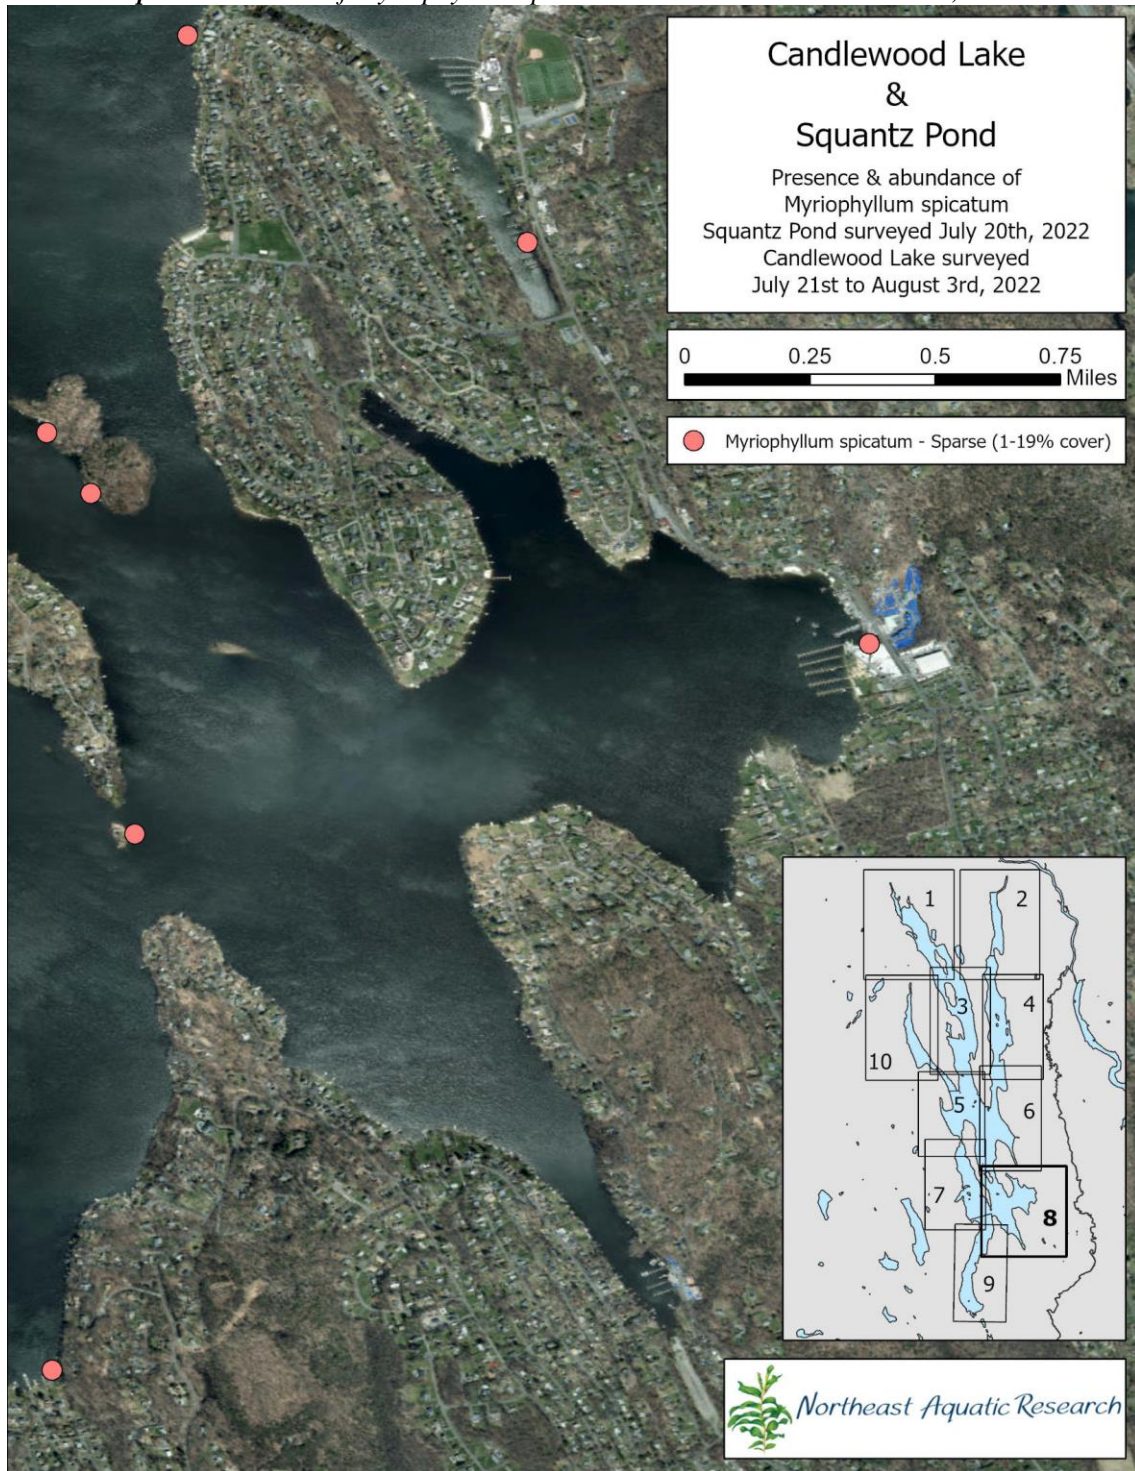 Candlewood Lake
&
Squantz Pond
Presence & abundance of
Myriophyllum spicatum
Squantz Pond surveyed July 20th, 2022
Candlewood Lake surveyed
July 21st to August 3rd, 2022
0 0.25 0.5 0.75
Miles
Myriophyllum spicatum - Sparse (1-19% cover)
1 2
3 4
10
5 6
7 8
9
Northeast Aquatic Research